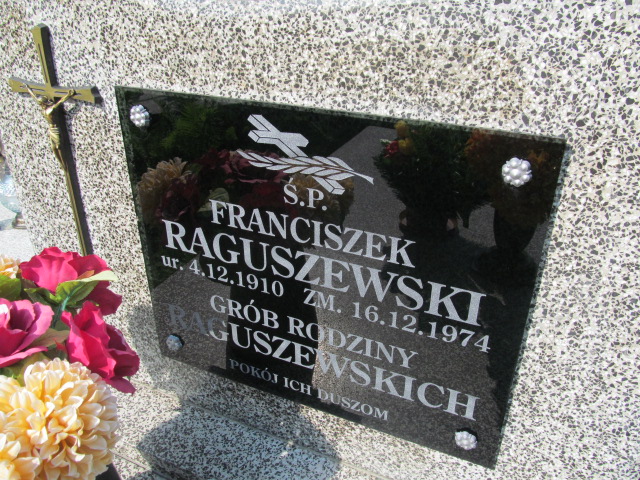 Ś.P.
FRANCISZEK
RAGUSZEWSKI
ur. 4.12.1910 ZM. 16.12.1974
GRÓB RODZINY
RAGUSZEWSKICH
POKÓJ ICH DUSZOM